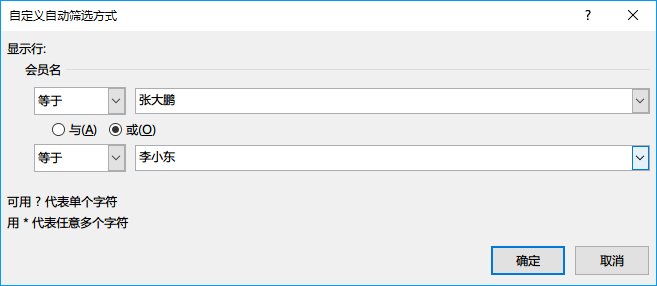 自定义自动筛选方式 ?
显示行:
会员名
等于 张大鹏
与(A) 或(O)
等于 李小东
可用 ? 代表单个字符
用 * 代表任意多个字符
确定 取消